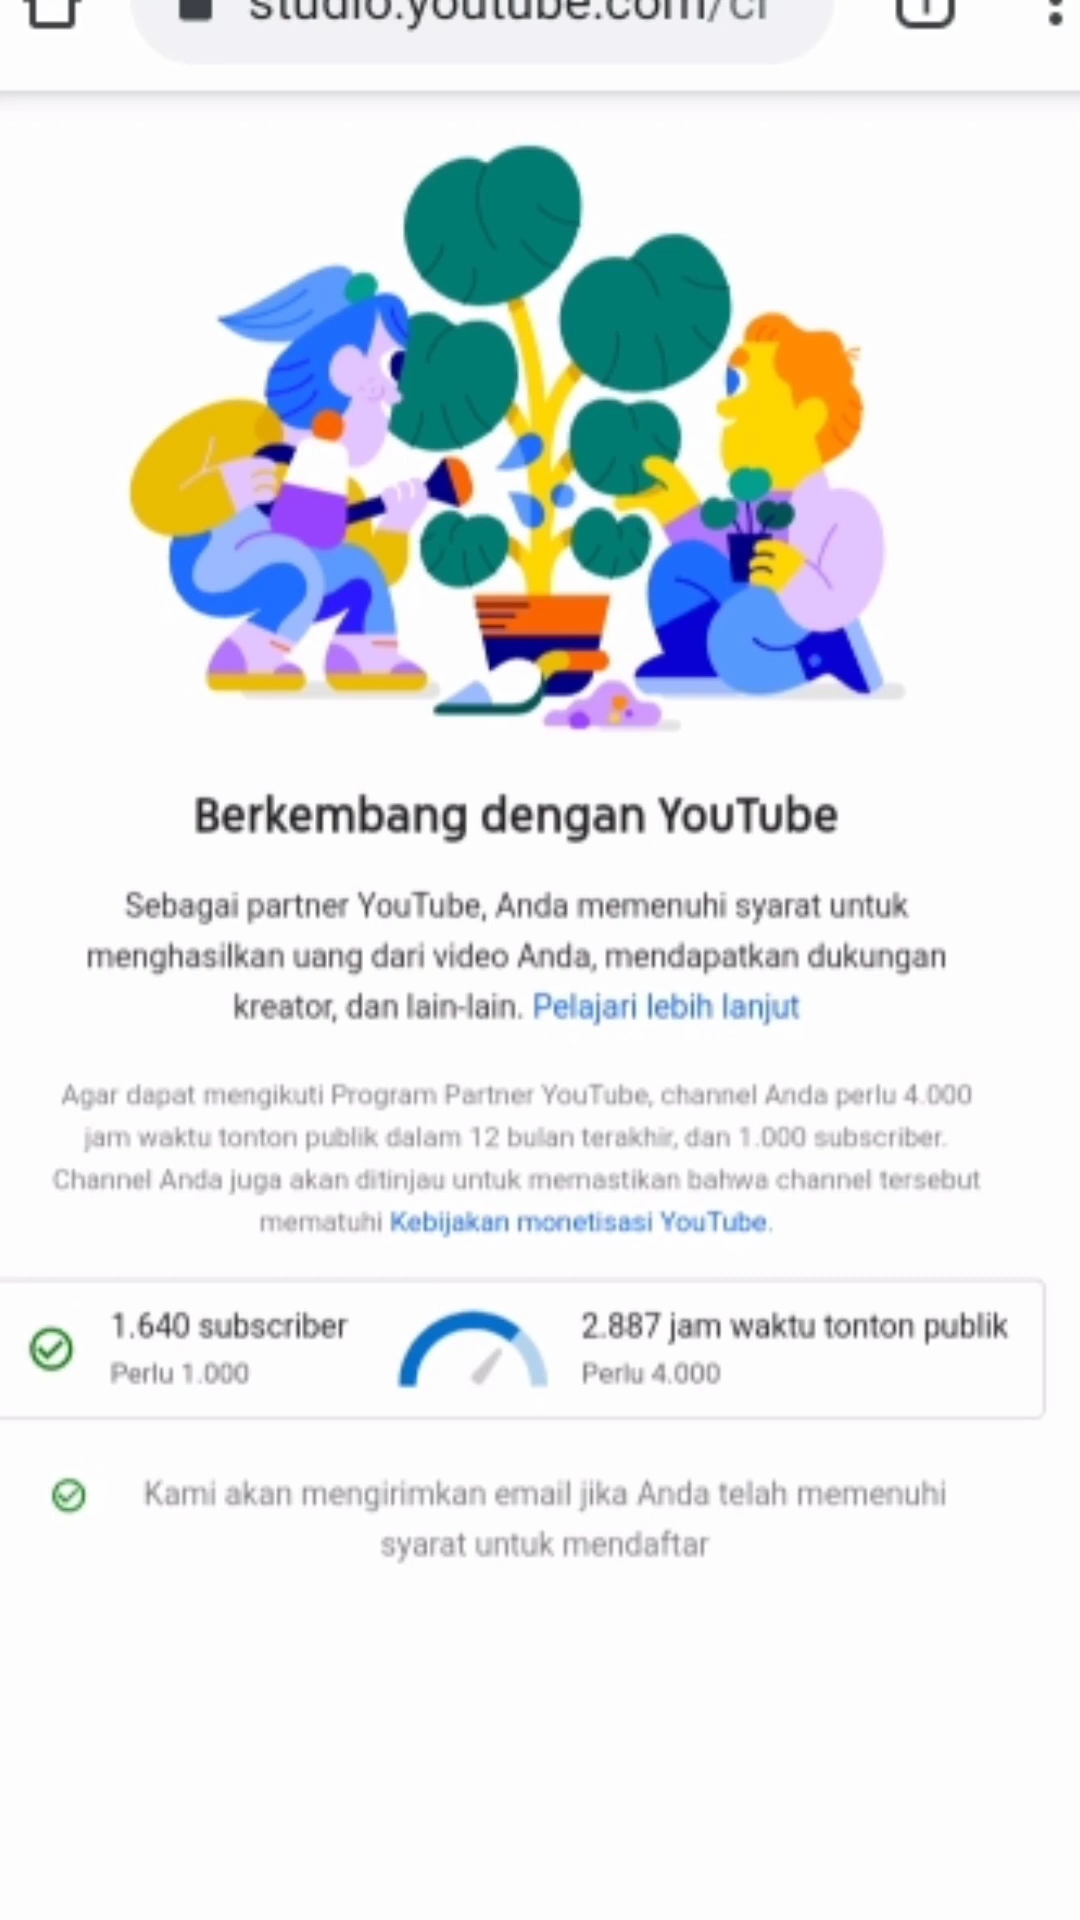 studio.youtube.com/c
Berkembang dengan YouTube
Sebagai partner YouTube, Anda memenuhi syarat untuk
menghasilkan uang dari video Anda, mendapatkan dukungan
kreator, dan lain-lain. Pelajari lebih lanjut
Agar dapat mengikuti Program Partner YouTube, channel Anda perlu 4.000
jam waktu tonton publik dalam 12 bulan terakhir, dan 1.000 subscriber.
Channel Anda juga akan ditinjau untuk memastikan bahwa channel tersebut
mematuhi Kebijakan monetisasi YouTube.
1.640 subscriber
Perlu 1.000
2.887 jam waktu tonton publik
Perlu 4.000
Kami akan mengirimkan email jika Anda telah memenuhi
syarat untuk mendaftar